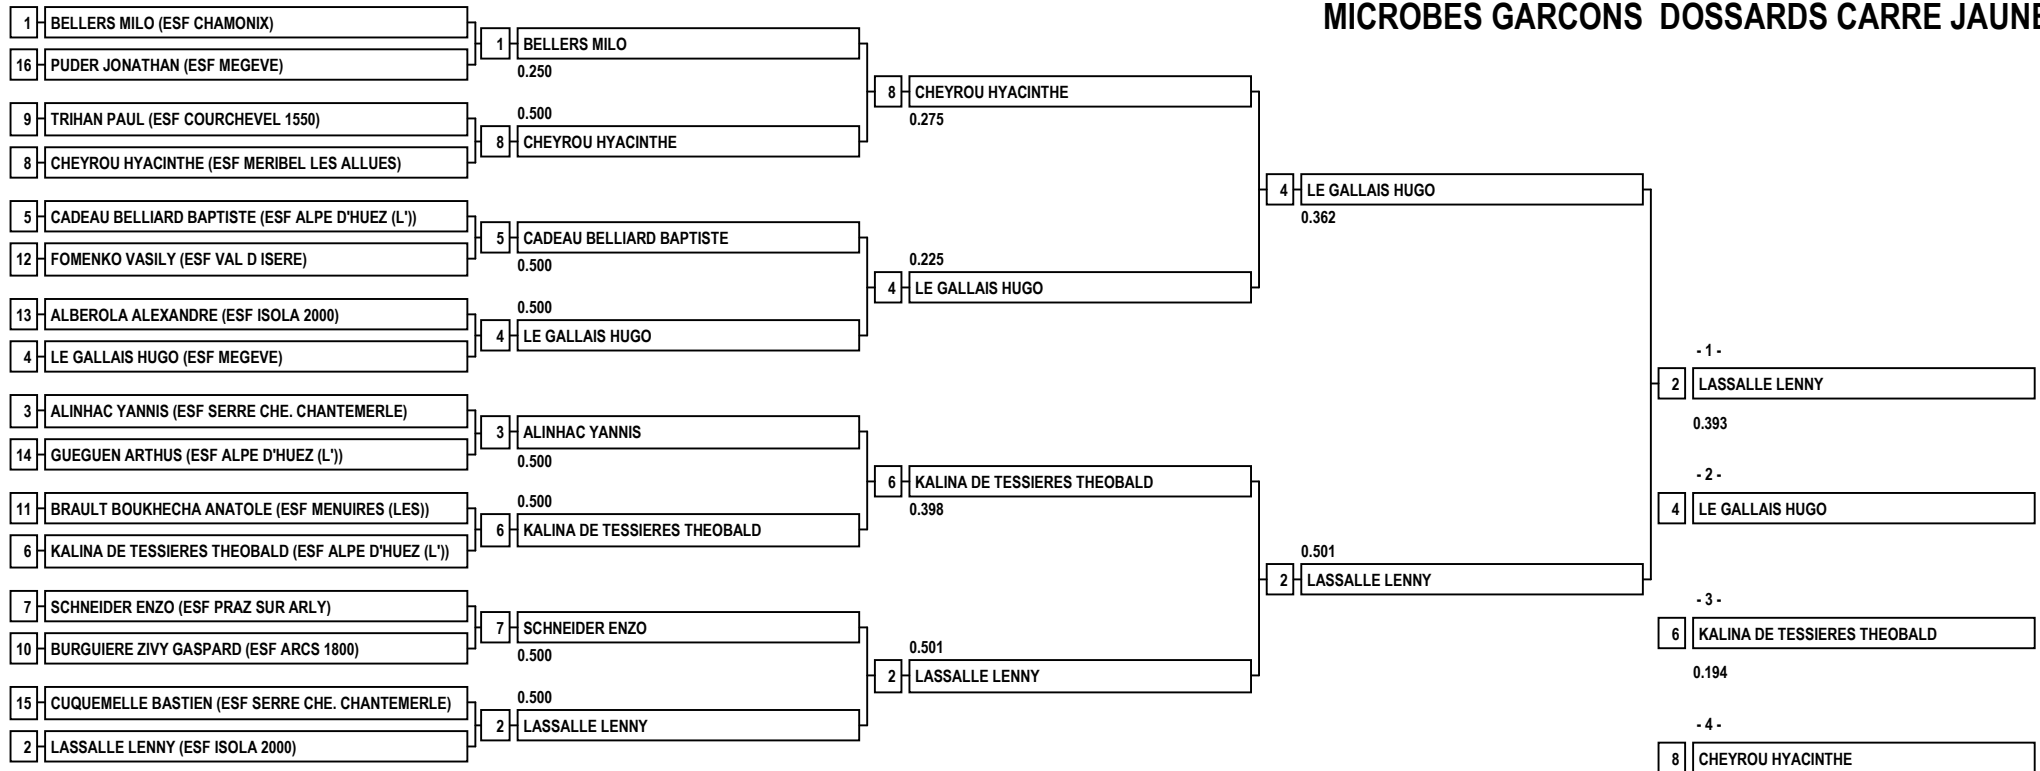 MICROBES GARCONS DOSSARDS CARRE JAUNE
1 BELLERS MILO (ESF CHAMONIX)
16 PUDER JONATHAN (ESF MEGEVE)
9 TRIHAN PAUL (ESF COURCHEVEL 1550)
8 CHEYROU HYACINTHE (ESF MERIBEL LES ALLUES)
5 CADEAU BELLIARD BAPTISTE (ESF ALPE D'HUEZ (L'))
12 FOMENKO VASILY (ESF VAL D ISERE)
13 ALBEROLA ALEXANDRE (ESF ISOLA 2000)
4 LE GALLAIS HUGO (ESF MEGEVE)
3 ALINHAC YANNIS (ESF SERRE CHE. CHANTEMERLE)
14 GUEGUEN ARTHUS (ESF ALPE D'HUEZ (L'))
11 BRAULT BOUKHECHA ANATOLE (ESF MENUIRES (LES))
6 KALINA DE TESSIERES THEOBALD (ESF ALPE D'HUEZ (L'))
7 SCHNEIDER ENZO (ESF PRAZ SUR ARLY)
10 BURGUIERE ZIVY GASPARD (ESF ARCS 1800)
15 CUQUEMELLE BASTIEN (ESF SERRE CHE. CHANTEMERLE)
2 LASSALLE LENNY (ESF ISOLA 2000)
1 BELLERS MILO
0.250
0.500
8 CHEYROU HYACINTHE
5 CADEAU BELLIARD BAPTISTE
0.500
0.500
4 LE GALLAIS HUGO
3 ALINHAC YANNIS
0.500
0.500
6 KALINA DE TESSIERES THEOBALD
7 SCHNEIDER ENZO
0.500
0.500
2 LASSALLE LENNY
8 CHEYROU HYACINTHE
0.275
0.225
4 LE GALLAIS HUGO
6 KALINA DE TESSIERES THEOBALD
0.398
0.501
2 LASSALLE LENNY
4 LE GALLAIS HUGO
0.362
0.501
2 LASSALLE LENNY
- 1 -
2 LASSALLE LENNY
0.393
- 2 -
4 LE GALLAIS HUGO
- 3 -
6 KALINA DE TESSIERES THEOBALD
0.194
- 4 -
8 CHEYROU HYACINTHE